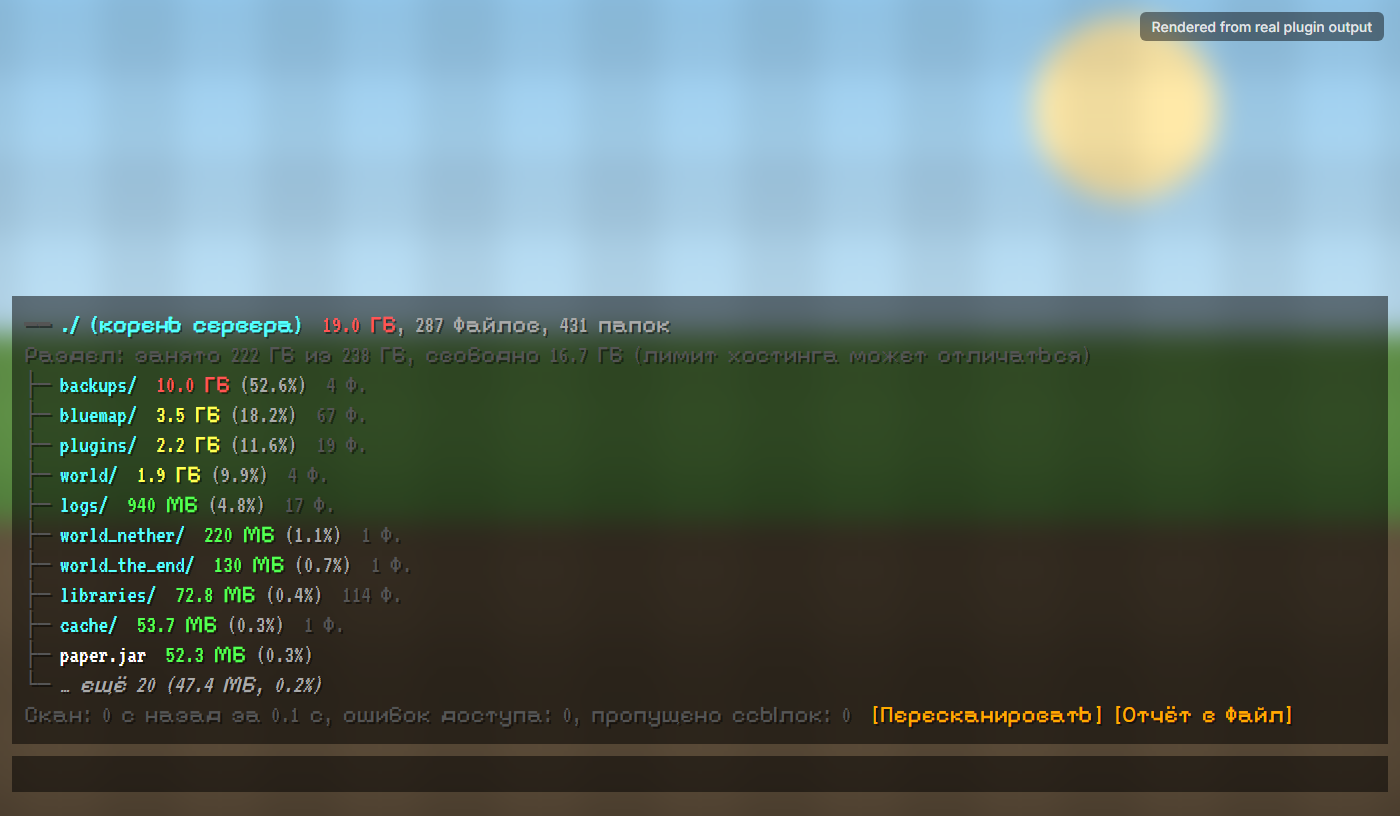 Rendered from real plugin output
── ./ (корень сервера) 19.0 ГБ, 287 файлов, 431 папок
Раздел: занято 222 ГБ из 238 ГБ, свободно 16.7 ГБ (лимит хостинга может отличаться)
├─ backups/ 10.0 ГБ (52.6%) 4 ф.
├─ bluemap/ 3.5 ГБ (18.2%) 67 ф.
├─ plugins/ 2.2 ГБ (11.6%) 19 ф.
├─ world/ 1.9 ГБ (9.9%) 4 ф.
├─ logs/ 940 МБ (4.8%) 17 ф.
├─ world_nether/ 220 МБ (1.1%) 1 ф.
├─ world_the_end/ 130 МБ (0.7%) 1 ф.
├─ libraries/ 72.8 МБ (0.4%) 114 ф.
├─ cache/ 53.7 МБ (0.3%) 1 ф.
├─ paper.jar 52.3 МБ (0.3%)
└─ … ещё 20 (47.4 МБ, 0.2%)
Скан: 0 с назад за 0.1 с, ошибок доступа: 0, пропущено ссылок: 0 [Пересканировать] [Отчёт в файл]